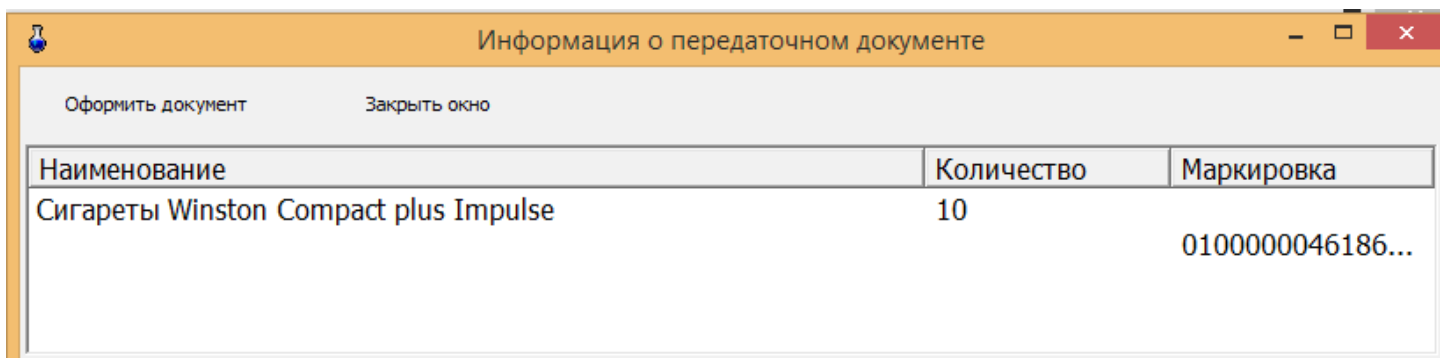 Информация о передаточном документе
Оформить документ Закрыть окно
Наименование Количество Маркировка
Сигареты Winston Compact plus Impulse 10
0100000046186...